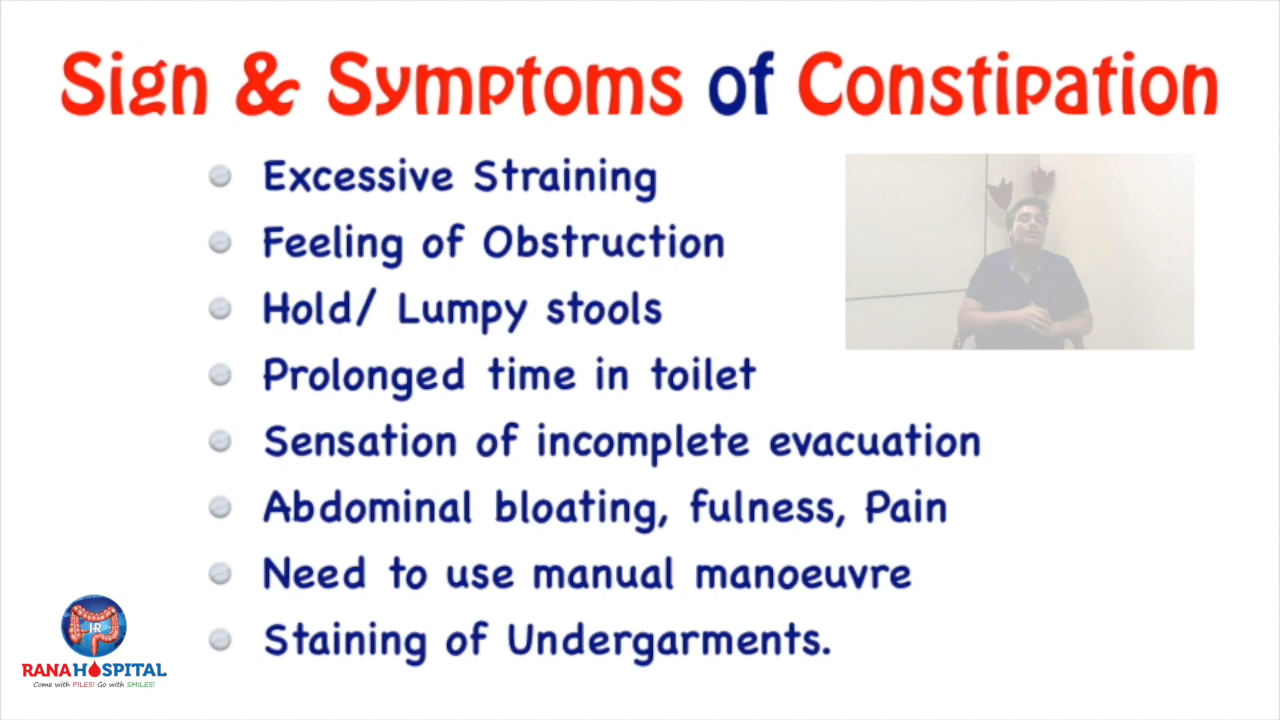 Sign & Symptoms of Constipation
Excessive Straining
Feeling of Obstruction
Hold/ Lumpy stools
Prolonged time in toilet
Sensation of incomplete evacuation
Abdominal bloating, fulness, Pain
Need to use manual manoeuvre
Staining of Undergarments.
HR
RANA HOSPITAL
Come with PILES! Go with SMILES!